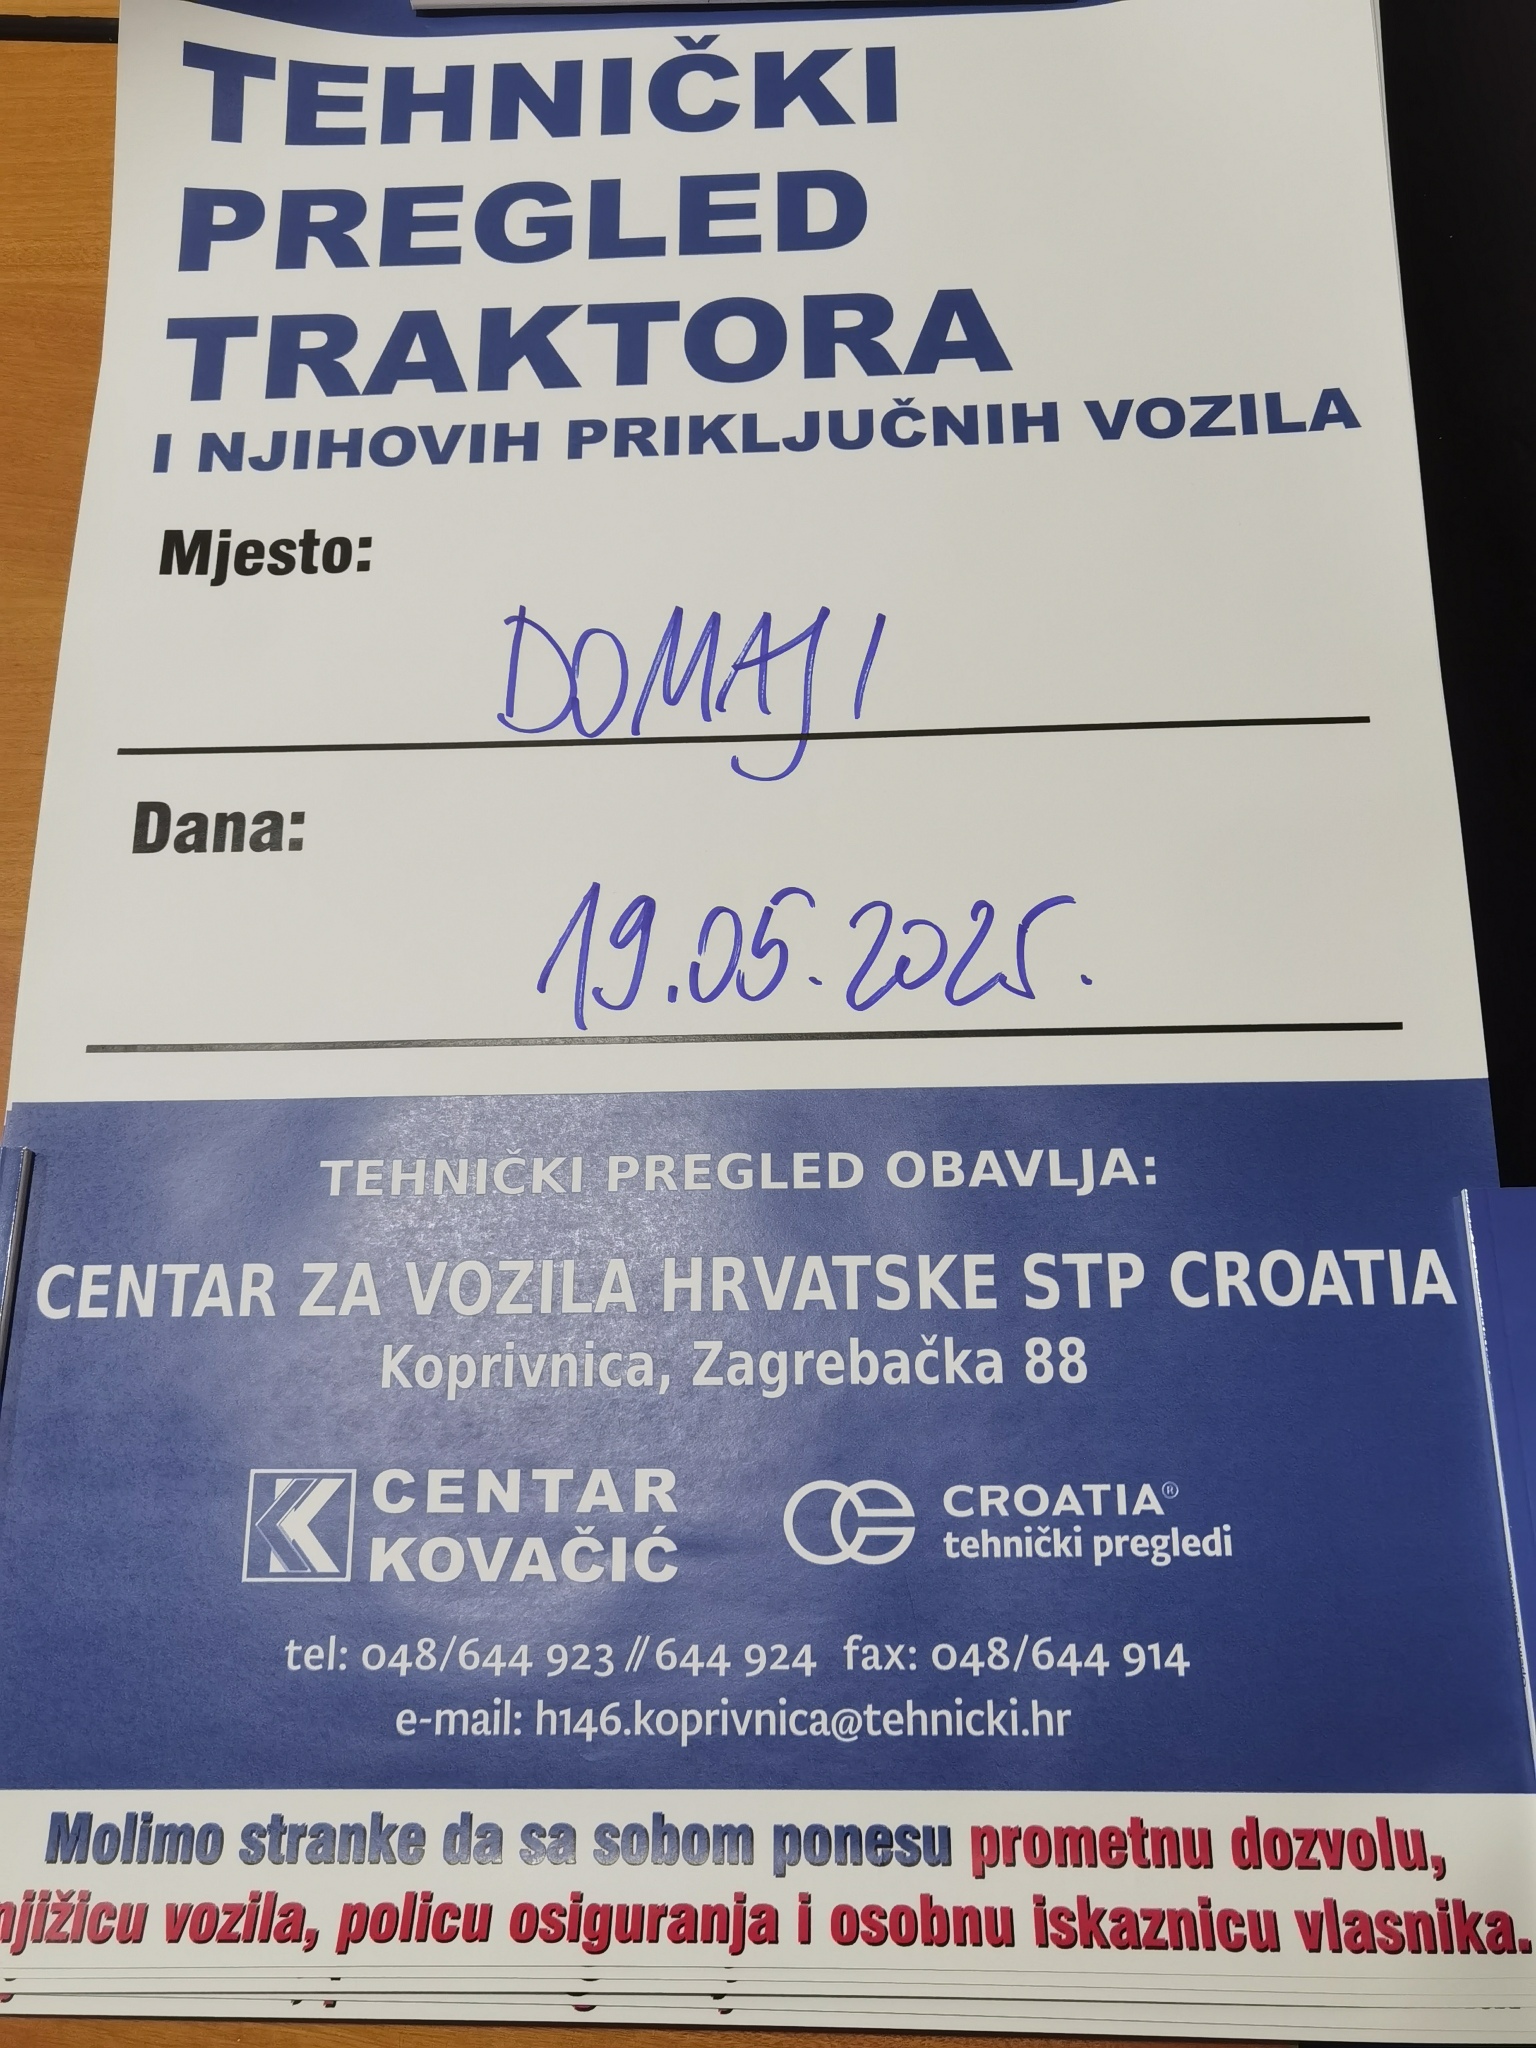 TEHNIČKI
PREGLED
TRAKTORA
I NJIHOVIH PRIKLJUČNIH VOZILA
Mjesto:
DOMAJI
Dana:
19.05.2025.
TEHNIČKI PREGLED OBAVLJA:
CENTAR ZA VOZILA HRVATSKE STP CROATIA
Koprivnica, Zagrebačka 88
CENTAR
KOVAČIĆ
CROATIA®
tehnički pregledi
tel: 048/644 923 // 644 924 fax: 048/644 914
e-mail: h146.koprivnica@tehnicki.hr
Molimo stranke da sa sobom ponesu prometnu dozvolu,
njižicu vozila, policu osiguranja i osobnu iskaznicu vlasnika.